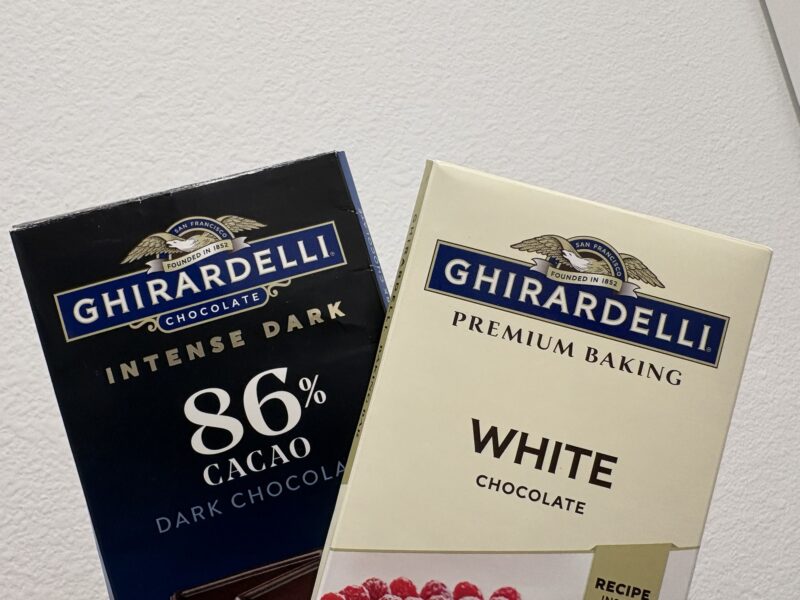 SAN FRANCISCO
FOUNDED IN 1852
GHIRARDELLI
CHOCOLATE
INTENSE DARK
86%
CACAO
DARK CHOCOLA
SAN FRANCISCO
FOUNDED IN 1852
GHIRARDELLI
PREMIUM BAKING
WHITE
CHOCOLATE
RECIPE